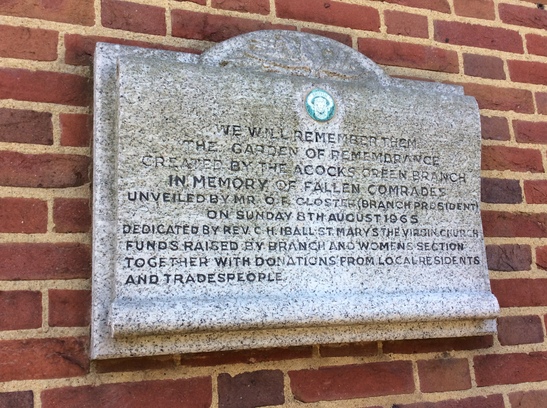 WE WILL REMEMBER THEM
THE GARDEN OF REMEMBRANCE
CREATED BY THE ACOCKS GREEN BRANCH
IN MEMORY OF FALLEN COMRADES
UNVEILED BY MR. O.F. GLOSTER (BRANCH PRESIDENT)
ON SUNDAY 8TH AUGUST 1965
DEDICATED BY REV. C.H. IBALL ST. MARYS THE VIRGIN CHURCH
FUNDS RAISED BY BRANCH AND WOMENS SECTION
TOGETHER WITH DONATIONS FROM LOCAL RESIDENTS
AND TRADESPEOPLE.